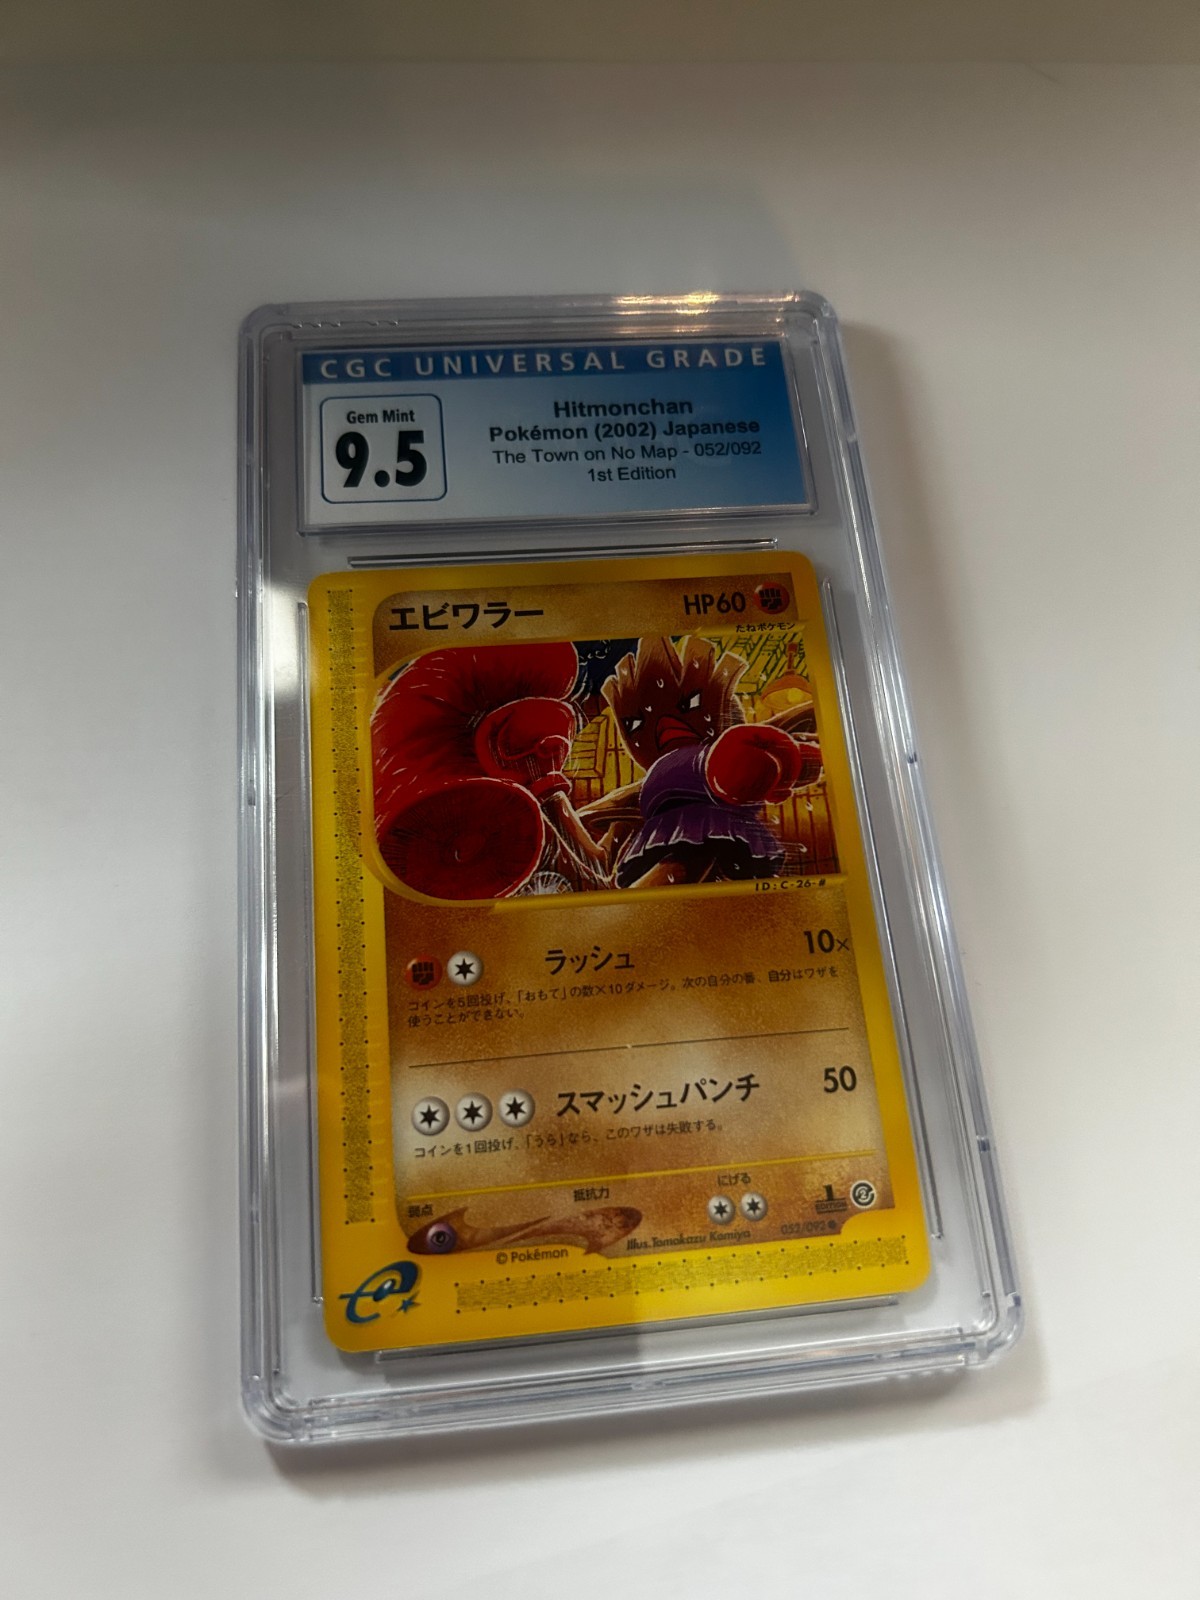 CGC UNIVERSAL GRADE
Gem Mint
9.5
Hitmonchan
Pokémon (2002) Japanese
The Town on No Map - 052/092
1st Edition
エビワラー HP60
たねポケモン
ID:C-26-#
ラッシュ 10×
コインを5回投げ、「おもて」の数×10ダメージ。次の自分の番、自分はワザを
使うことができない。
スマッシュパンチ 50
コインを1回投げ、「うら」なら、このワザは失敗する。
弱点 抵抗力 にげる
1 EDITION
© Pokémon Illus. Tomokazu Komiya 052/092
e